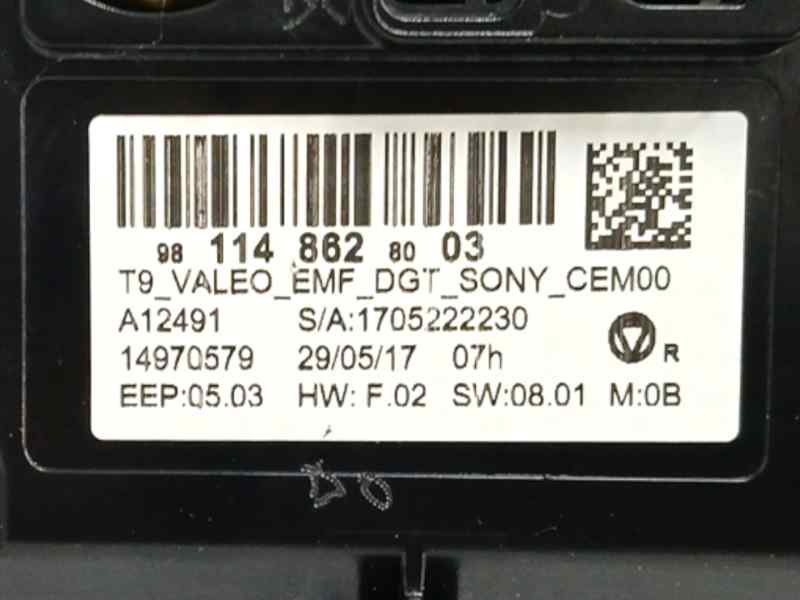 98 114 862 80 03
T9_VALEO_EMF_DGT_SONY_CEM00
A12491 S/A:1705222230
R
14970579 29/05/17 07h
EEP:05.03 HW: F.02 SW:08.01 M:0B